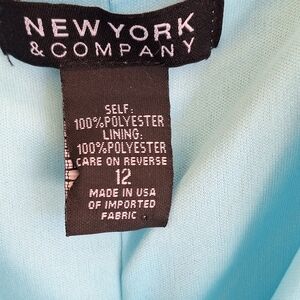 NEW YORK
& COMPANY
SELF:
100%POLYESTER
LINING:
100%POLYESTER
CARE ON REVERSE
12
MADE IN USA
OF IMPORTED
FABRIC